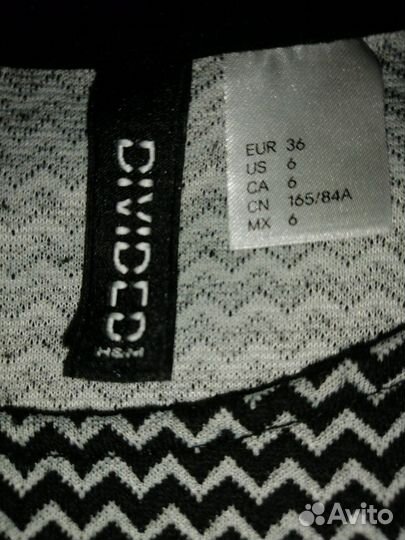 DIVIDED
H&M
EUR 36
US 6
CA 6
CN 165/84A
MX 6
Avito